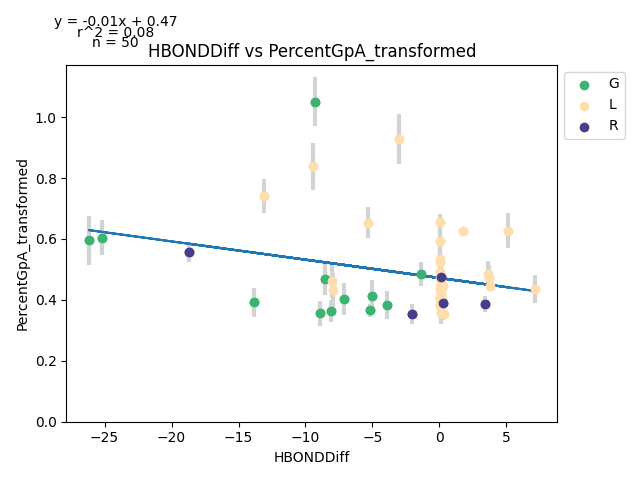 y = -0.01x + 0.47
r^2 = 0.08
n = 50
HBONDDiff vs PercentGpA_transformed
G
L
R
PercentGpA_transformed
1.0
0.8
0.6
0.4
0.2
0.0
−25
−20
−15
−10
−5
0
5
HBONDDiff